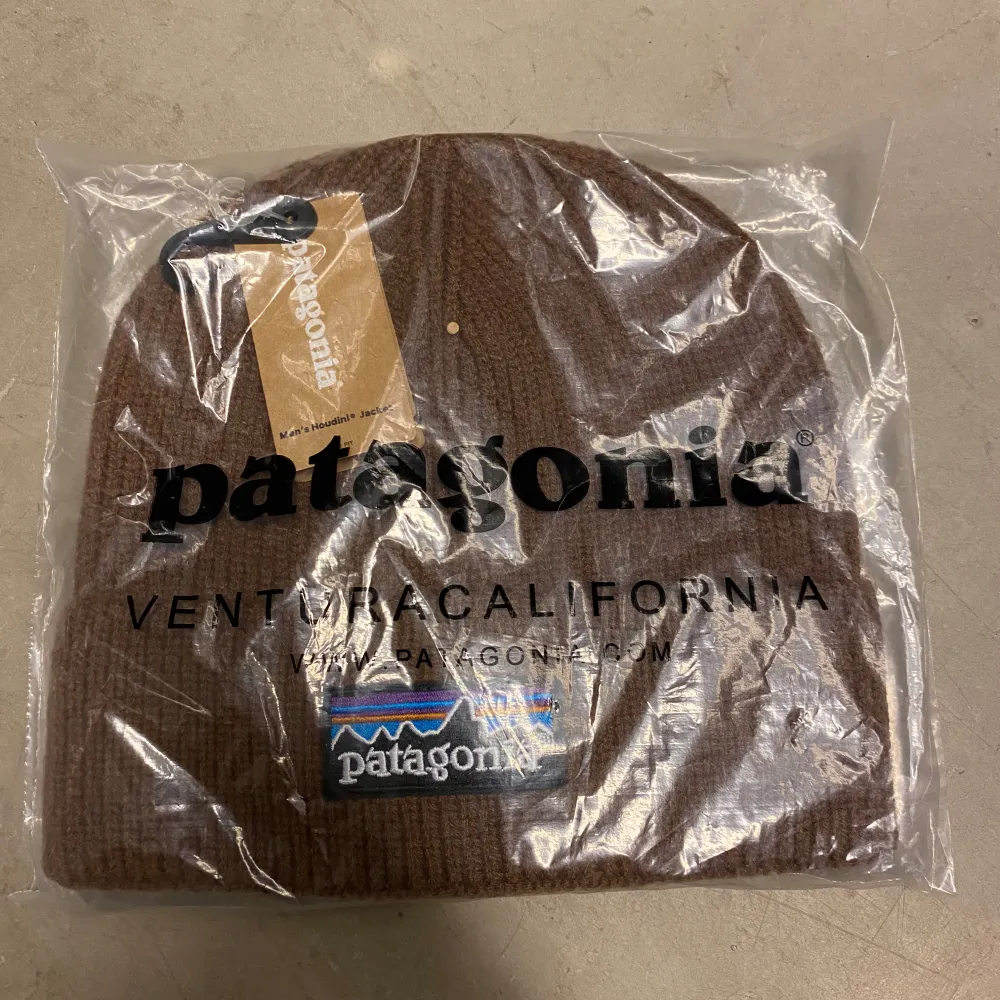 patagonia
Men's Houdini® Jacket
patagonia®
VENTURACALIFORNIA
WWW.PATAGONIA.COM
patagonia